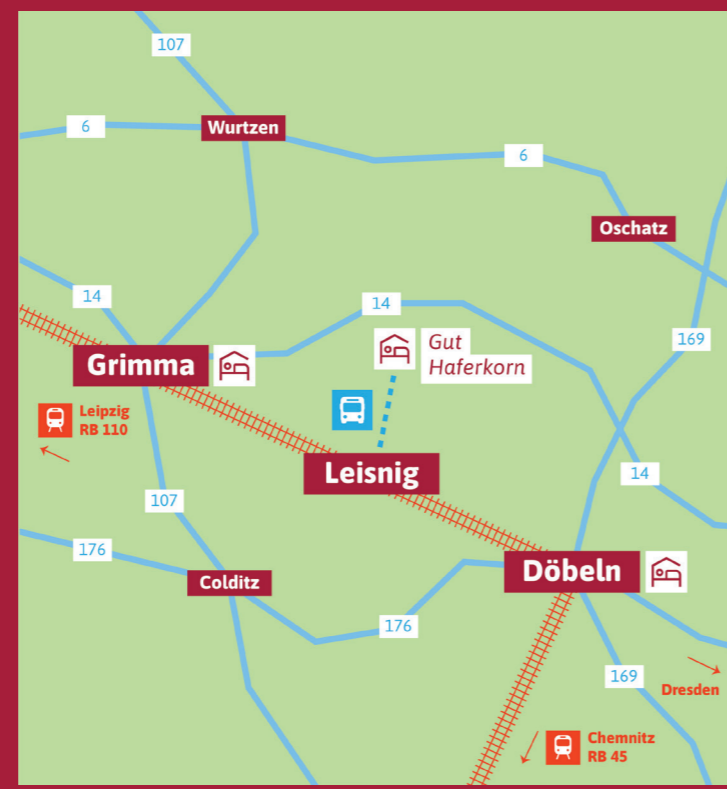 107
6
Wurtzen
6
Oschatz
14
14
169
Gut
Haferkorn
Grimma
Leipzig
RB 110
Leisnig
14
107
176
Colditz
Döbeln
176
169
Dresden
Chemnitz
RB 45